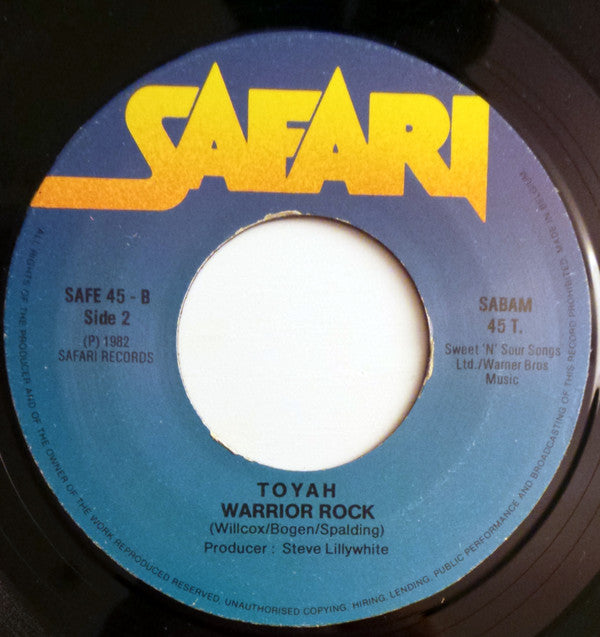 SAFARI
SAFE 45 - B
Side 2
(P) 1982
SAFARI RECORDS
SABAM
45 T.
Sweet 'N' Sour Songs
Ltd./Warner Bros
Music
TOYAH
WARRIOR ROCK
(Willcox/Bogen/Spalding)
Producer : Steve Lillywhite
ALL RIGHTS OF THE PRODUCER AND OF THE OWNER OF THE WORK REPRODUCED RESERVED. UNAUTHORISED COPYING, HIRING, LENDING, PUBLIC PERFORMANCE AND BROADCASTING OF THIS RECORD PROHIBITED MADE IN BELGIUM